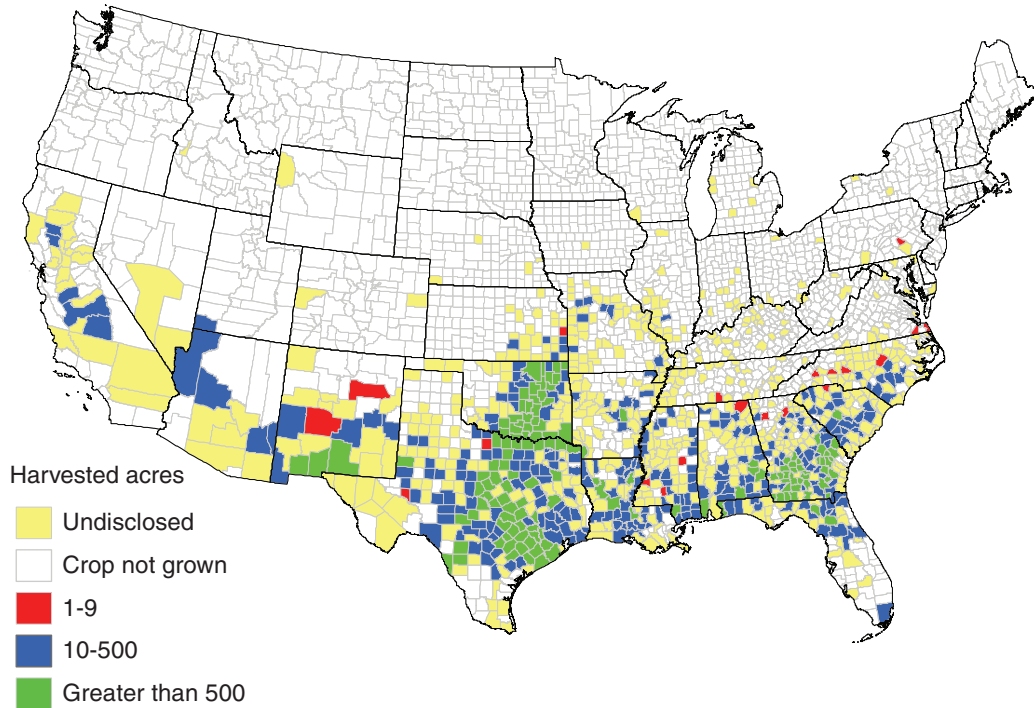 Harvested acres
Undisclosed
Crop not grown
1-9
10-500
Greater than 500